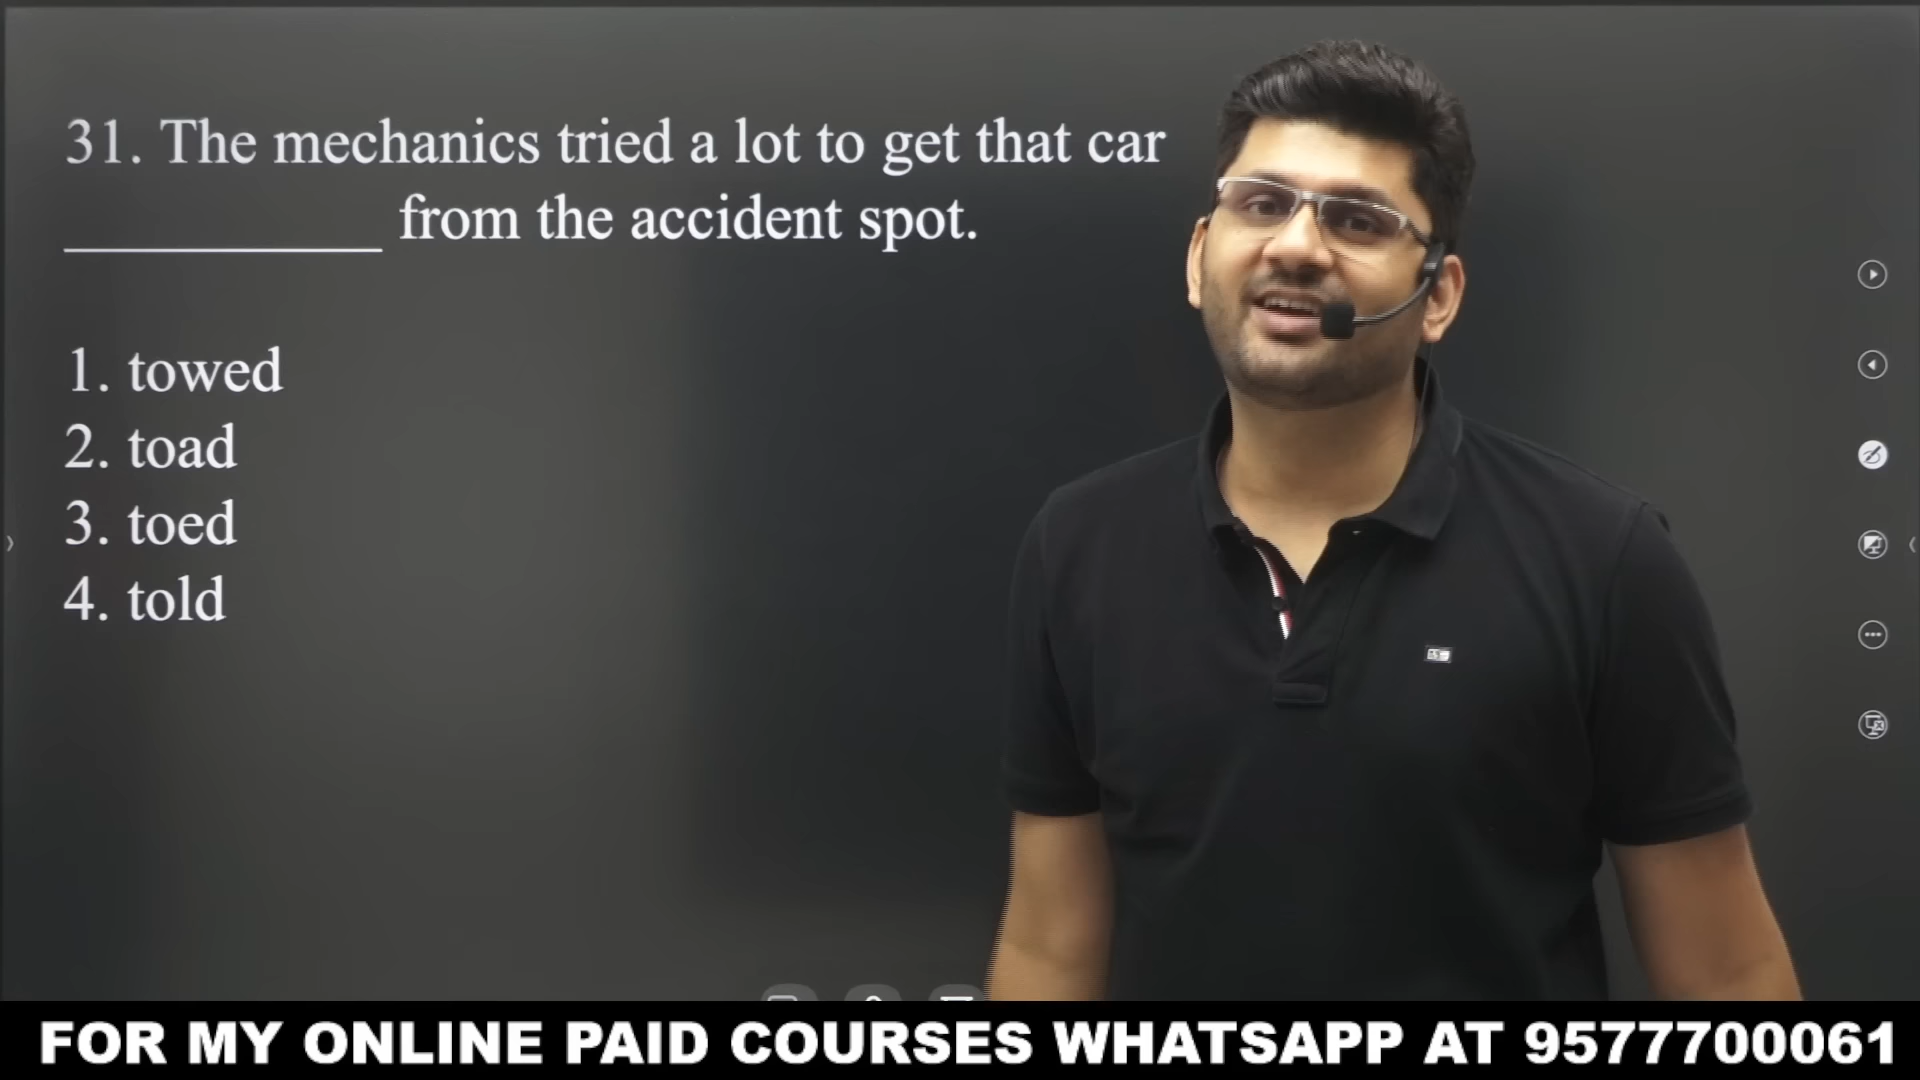 31. The mechanics tried a lot to get that car
____________ from the accident spot.
1. towed
2. toad
3. toed
4. told
FOR MY ONLINE PAID COURSES WHATSAPP AT 9577700061